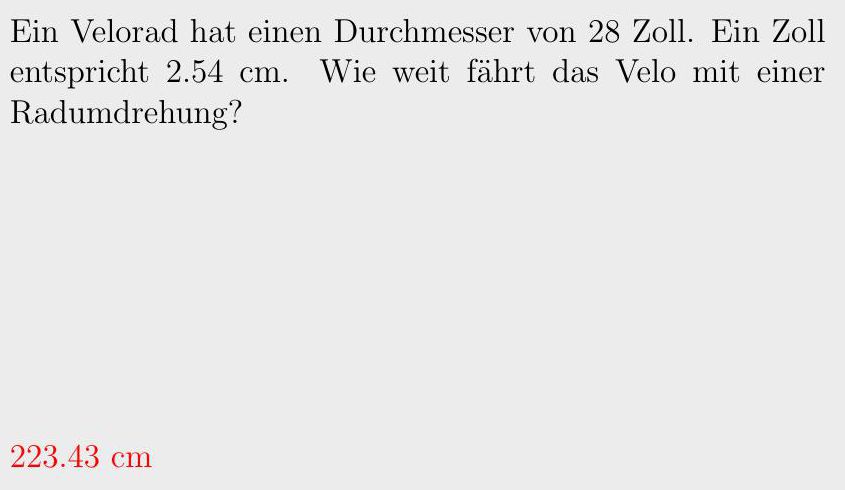 Ein Velorad hat einen Durchmesser von 28 Zoll. Ein Zoll
entspricht 2.54 cm. Wie weit fährt das Velo mit einer
Radumdrehung?
223.43 cm